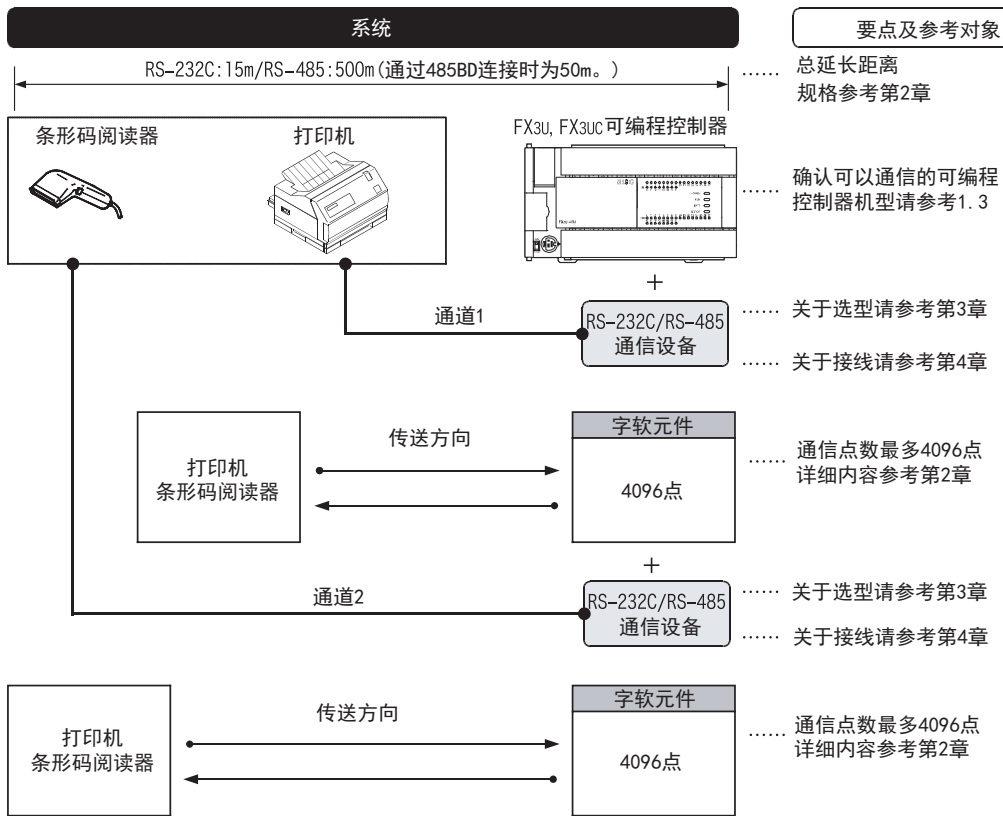 系统
要点及参考对象
RS-232C:15m/RS-485:500m(通过485BD连接时为50m。)
…… 总延长距离
规格参考第2章
条形码阅读器
打印机
FX3U, FX3UC可编程控制器
…… 确认可以通信的可编程
控制器机型请参考1.3
+
通道1
RS-232C/RS-485
通信设备
…… 关于选型请参考第3章
…… 关于接线请参考第4章
打印机
条形码阅读器
传送方向
字软元件
4096点
…… 通信点数最多4096点
详细内容参考第2章
+
通道2
RS-232C/RS-485
通信设备
…… 关于选型请参考第3章
…… 关于接线请参考第4章
打印机
条形码阅读器
传送方向
字软元件
4096点
…… 通信点数最多4096点
详细内容参考第2章